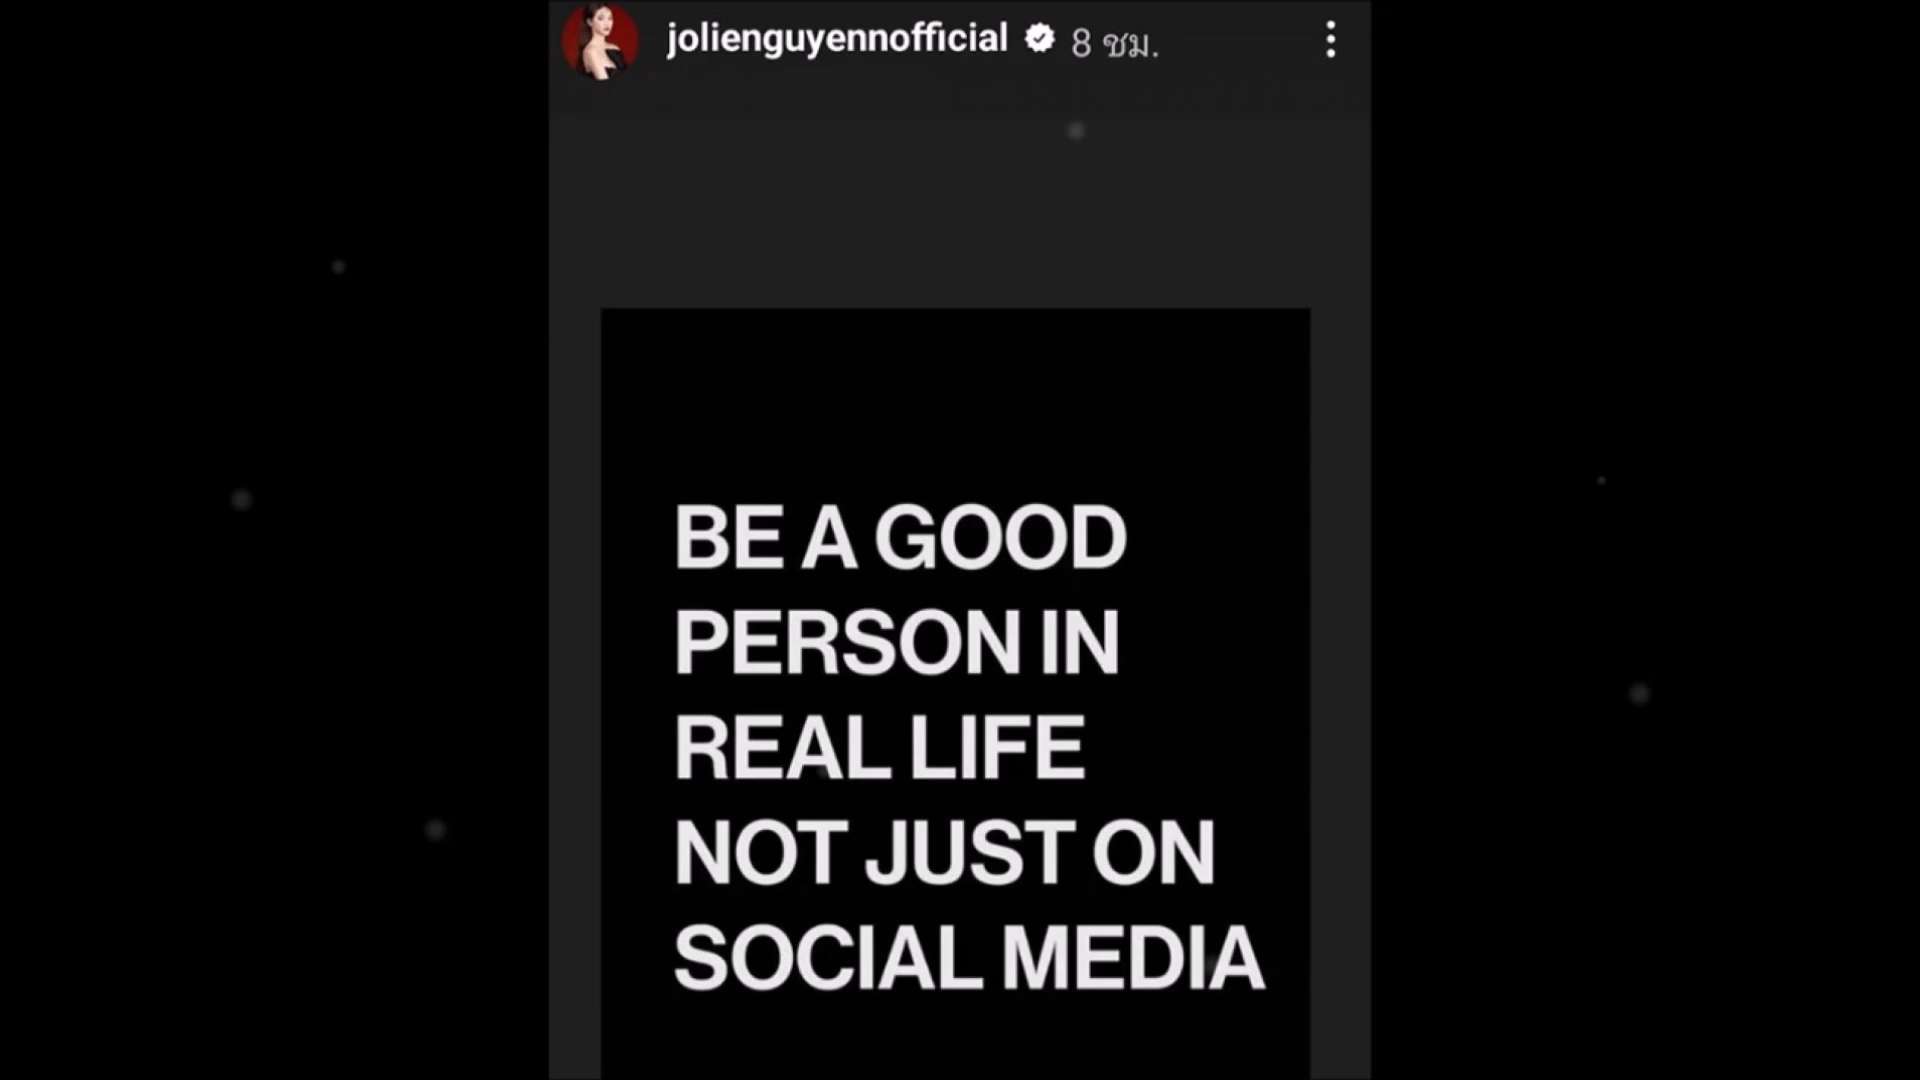 jolienguyennofficial 8 ชม.
BE A GOOD
PERSON IN
REAL LIFE
NOT JUST ON
SOCIAL MEDIA